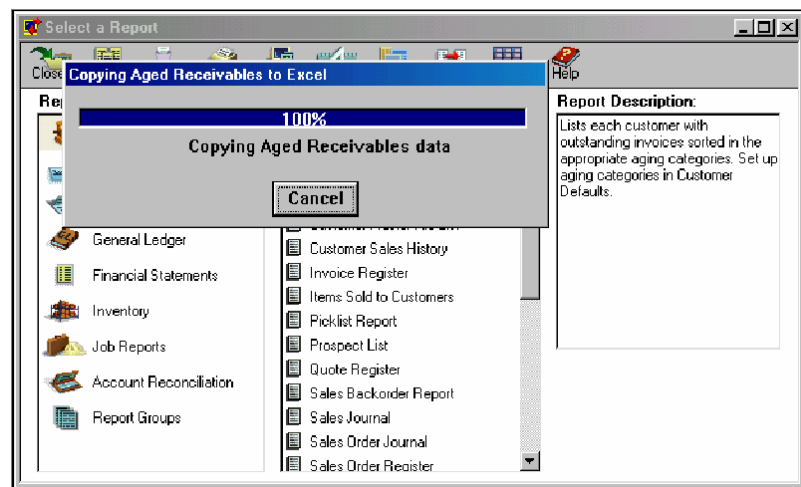 Select a Report
Close
Help
Copying Aged Receivables to Excel
100%
Copying Aged Receivables data
Cancel
General Ledger
Financial Statements
Inventory
Job Reports
Account Reconciliation
Report Groups
Customer Sales History
Invoice Register
Items Sold to Customers
Picklist Report
Prospect List
Quote Register
Sales Backorder Report
Sales Journal
Sales Order Journal
Sales Order Register
Report Description:
Lists each customer with
outstanding invoices sorted in the
appropriate aging categories. Set up
aging categories in Customer
Defaults.